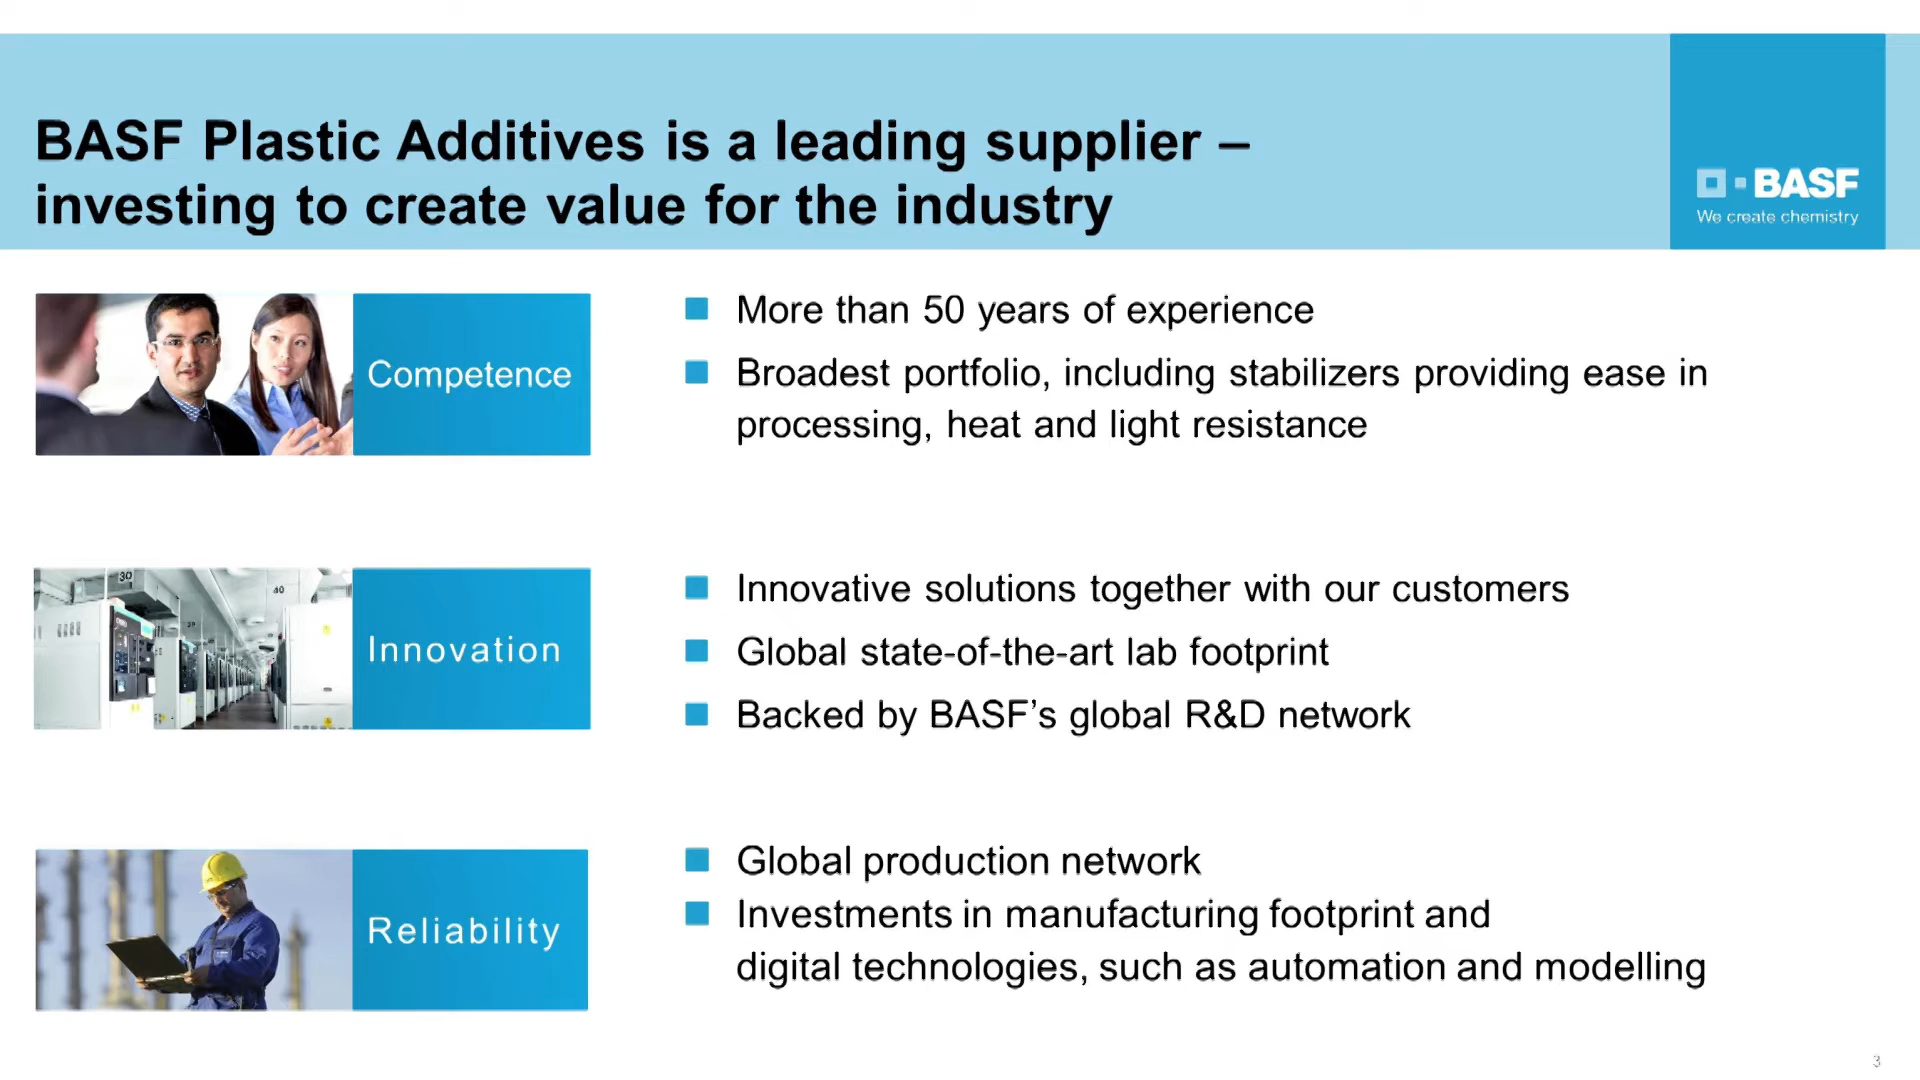 BASF Plastic Additives is a leading supplier –
investing to create value for the industry
BASF
We create chemistry
Competence
More than 50 years of experience
Broadest portfolio, including stabilizers providing ease in
processing, heat and light resistance
30
40
Innovation
Innovative solutions together with our customers
Global state-of-the-art lab footprint
Backed by BASF’s global R&D network
Reliability
Global production network
Investments in manufacturing footprint and
digital technologies, such as automation and modelling
3